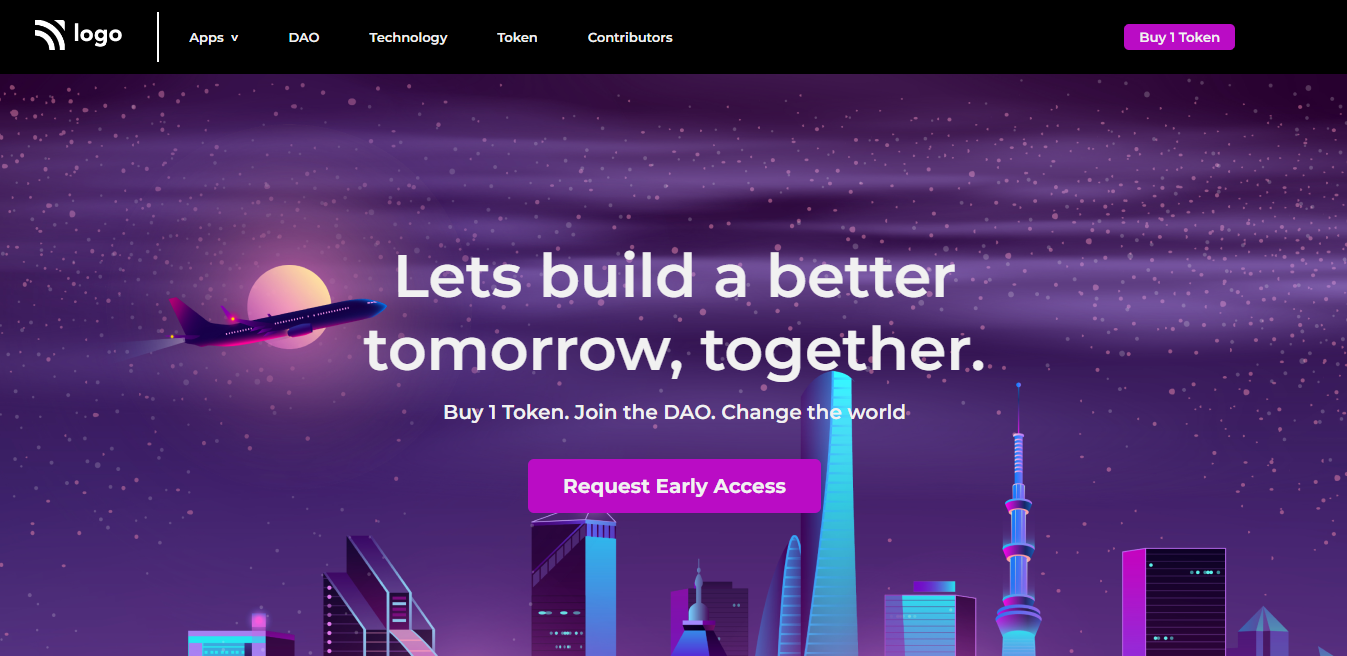 logo
Apps v
DAO
Technology
Token
Contributors
Buy 1 Token
Lets build a better
tomorrow, together.
Buy 1 Token. Join the DAO. Change the world
Request Early Access